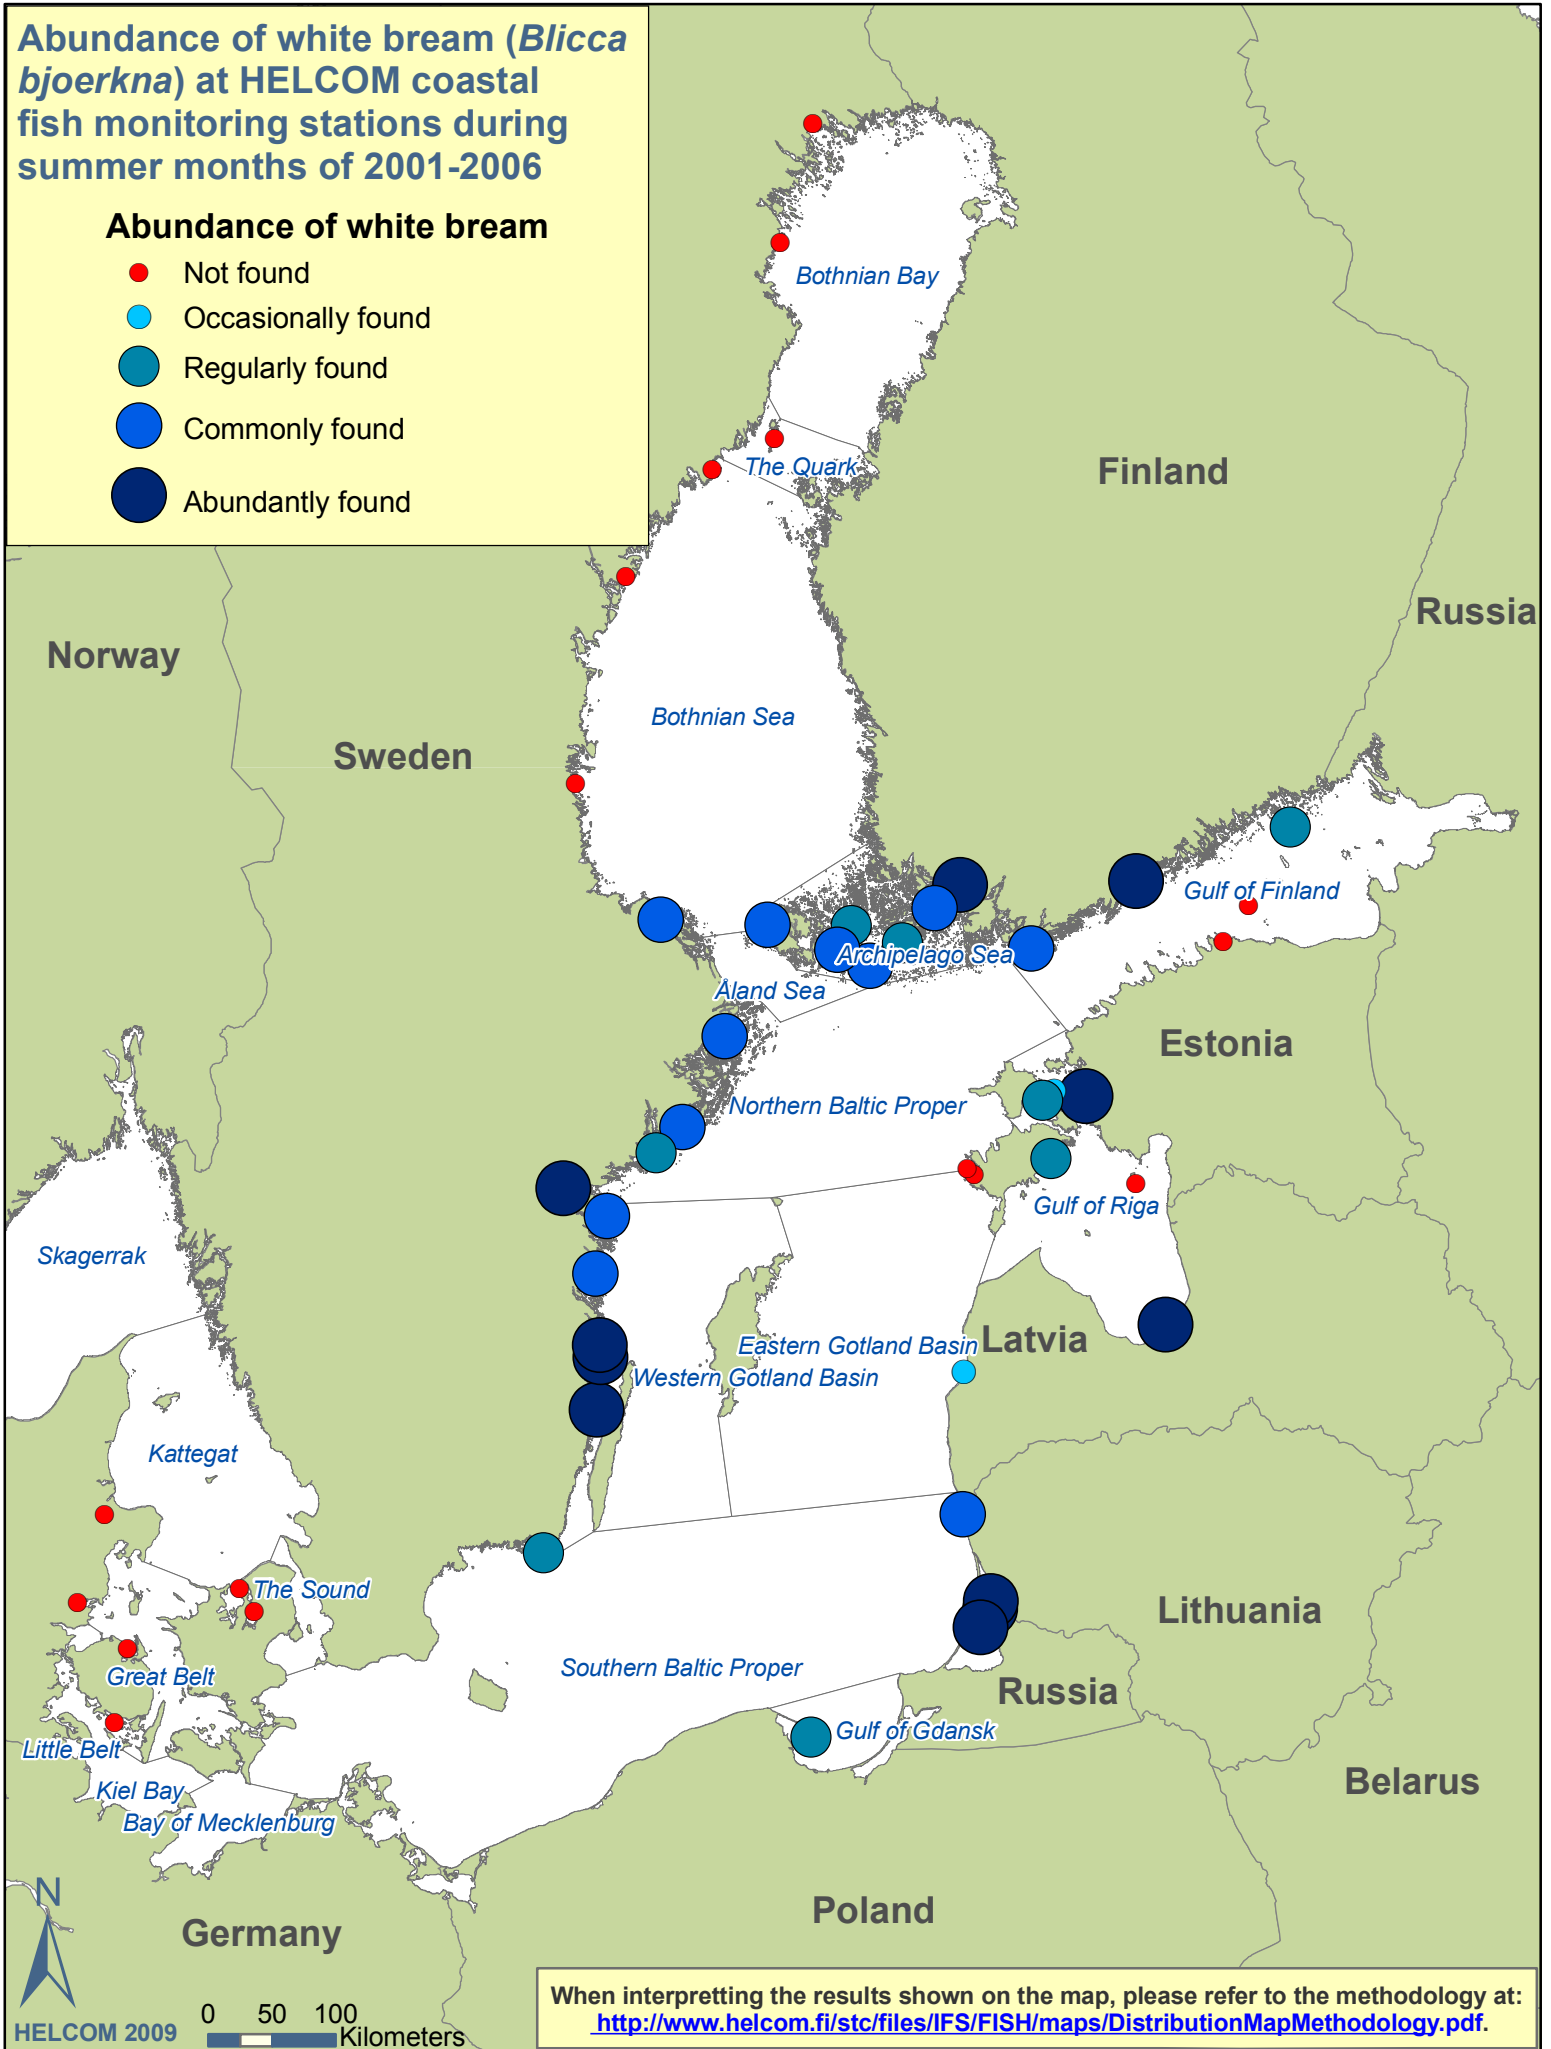 Abundance of white bream (Blicca
bjoerkna) at HELCOM coastal
fish monitoring stations during
summer months of 2001-2006
Abundance of white bream
Not found
Occasionally found
Regularly found
Commonly found
Abundantly found
Bothnian Bay
The Quark
Finland
Russia
Norway
Bothnian Sea
Sweden
Gulf of Finland
Archipelago Sea
Åland Sea
Estonia
Northern Baltic Proper
Gulf of Riga
Skagerrak
Latvia
Eastern Gotland Basin
Western Gotland Basin
Kattegat
The Sound
Lithuania
Southern Baltic Proper
Great Belt
Russia
Gulf of Gdansk
Little Belt
Belarus
Kiel Bay
Bay of Mecklenburg
N
Poland
Germany
0 50 100
Kilometers
HELCOM 2009
When interpretting the results shown on the map, please refer to the methodology at:
http://www.helcom.fi/stc/files/IFS/FISH/maps/DistributionMapMethodology.pdf.